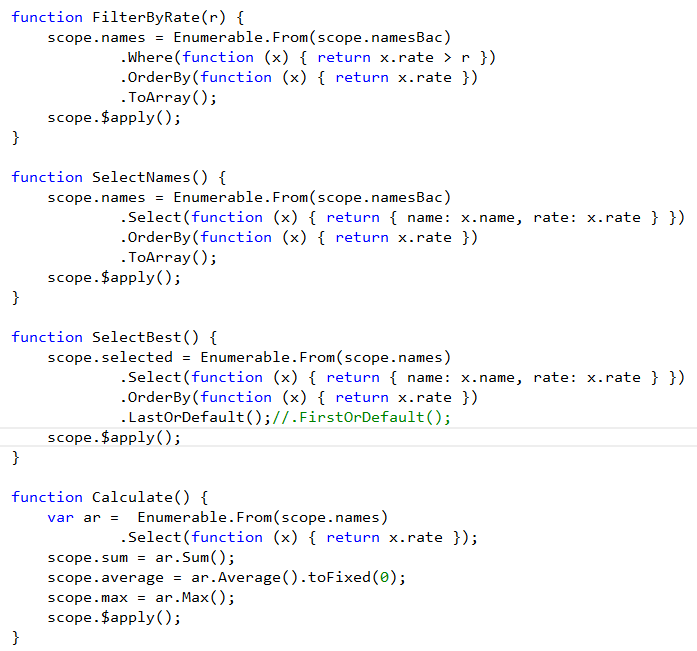 function FilterByRate(r) {
    scope.names = Enumerable.From(scope.namesBac)
            .Where(function (x) { return x.rate > r })
            .OrderBy(function (x) { return x.rate })
            .ToArray();
    scope.$apply();
}

function SelectNames() {
    scope.names = Enumerable.From(scope.namesBac)
            .Select(function (x) { return { name: x.name, rate: x.rate } })
            .OrderBy(function (x) { return x.rate })
            .ToArray();
    scope.$apply();
}

function SelectBest() {
    scope.selected = Enumerable.From(scope.names)
            .Select(function (x) { return { name: x.name, rate: x.rate } })
            .OrderBy(function (x) { return x.rate })
            .LastOrDefault();//.FirstOrDefault();
    scope.$apply();
}

function Calculate() {
    var ar =  Enumerable.From(scope.names)
            .Select(function (x) { return x.rate });
    scope.sum = ar.Sum();
    scope.average = ar.Average().toFixed(0);
    scope.max = ar.Max();
    scope.$apply();
}